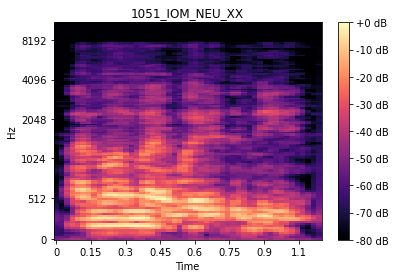 1051_IOM_NEU_XX
+0 dB
8192
-10 dB
4096
-20 dB
-30 dB
2048
Hz
-40 dB
1024
-50 dB
512
-60 dB
-70 dB
0
-80 dB
0 0.15 0.3 0.45 0.6 0.75 0.9 1.1
Time